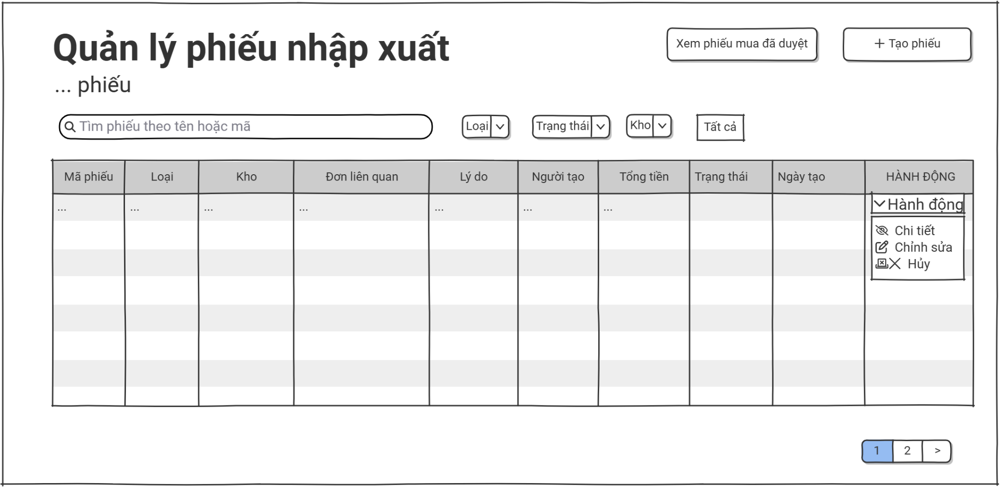 Quản lý phiếu nhập xuất
Xem phiếu mua đã duyệt
+ Tạo phiếu
... phiếu
Tìm phiếu theo tên hoặc mã
Loại
Trạng thái
Kho
Tất cả
Mã phiếu Loại Kho Đơn liên quan Lý do Người tạo Tổng tiền Trạng thái Ngày tạo HÀNH ĐỘNG
... ... ... ... ... ... ...
Hành động
Chi tiết
Chỉnh sửa
Hủy
1 2 >